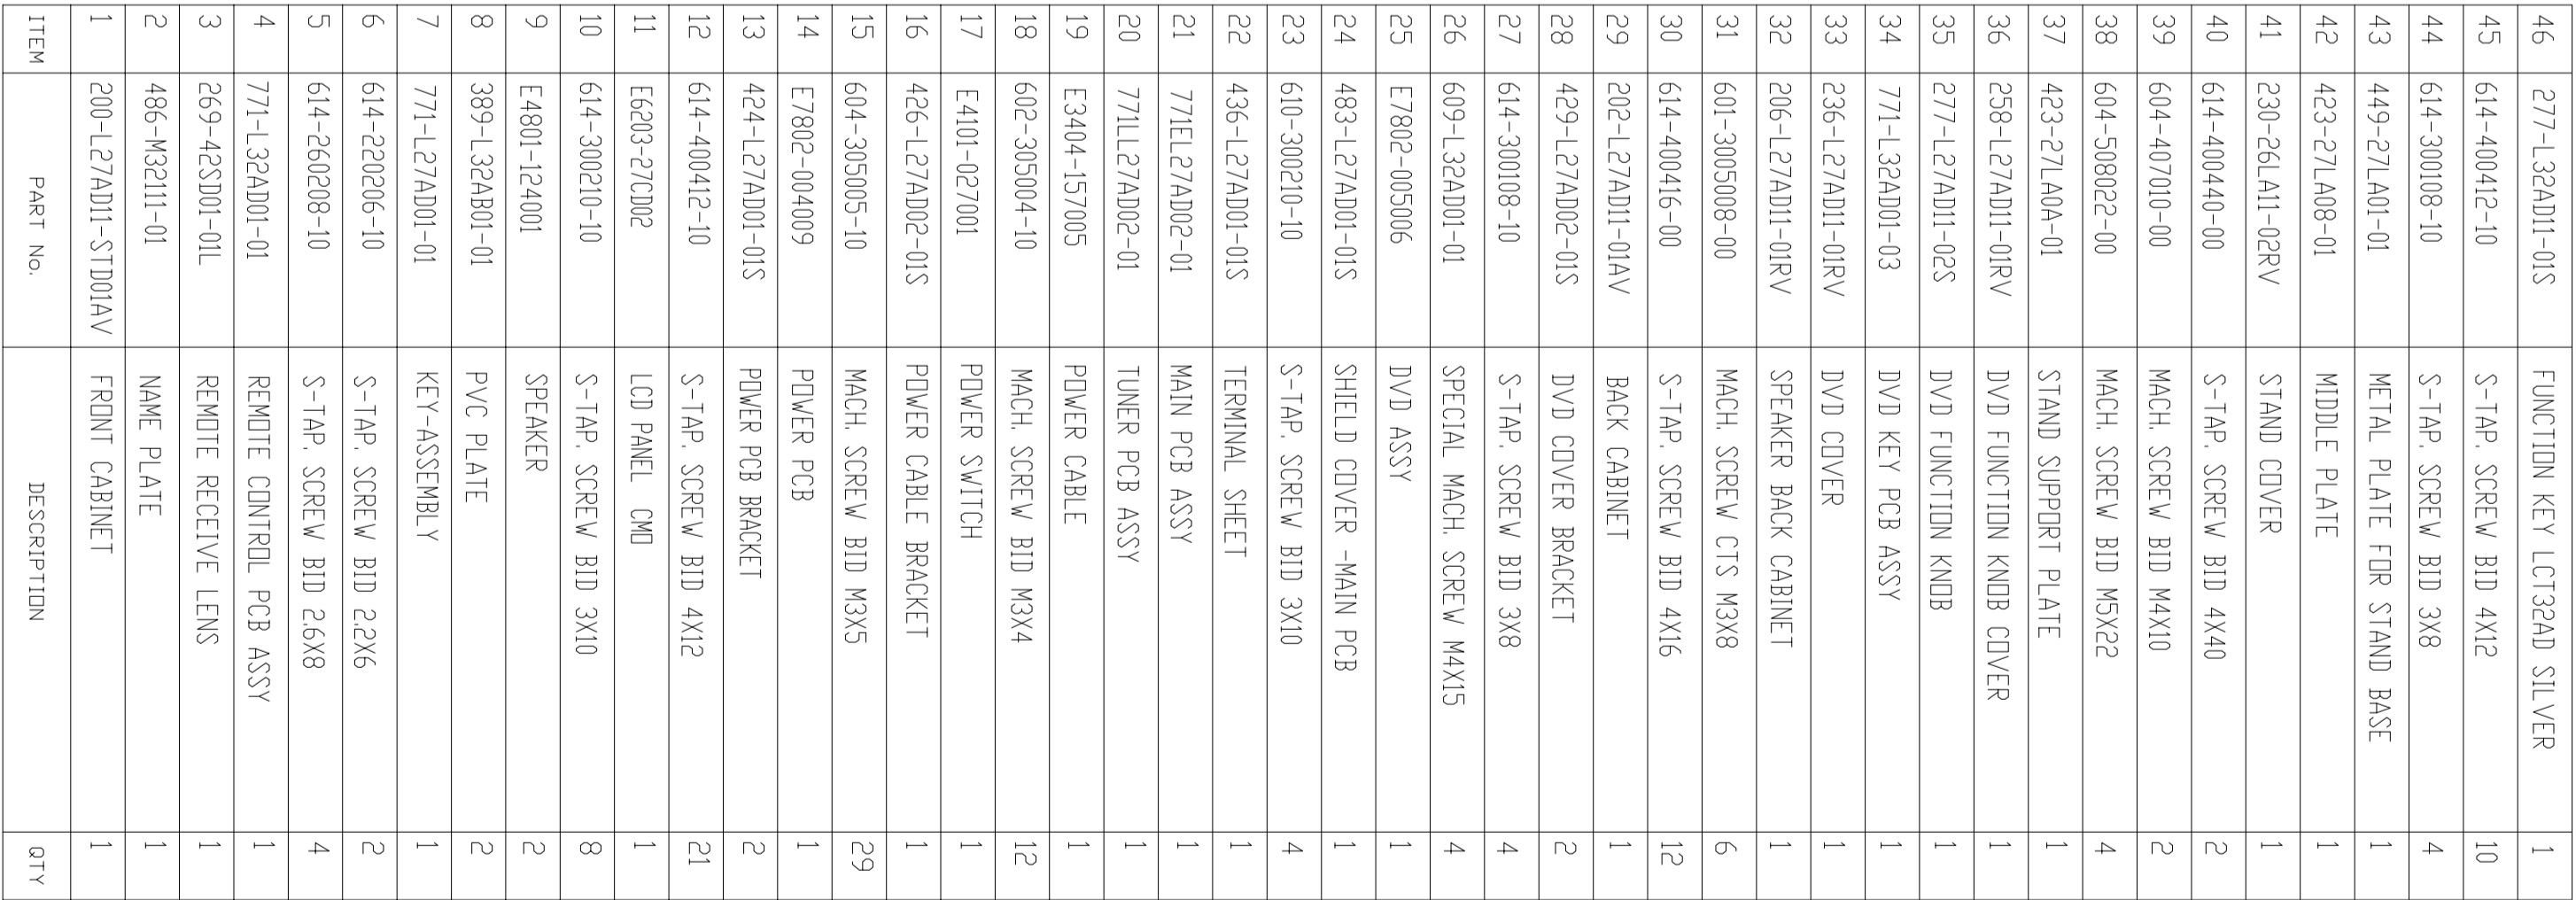 46 277-L32AD1-01S FUNCTION KEY LCT32AD SILVER 1
45 614-400412-10 S-TAP. SCREW BID 4X12 10
44 614-300108-10 S-TAP. SCREW BID 3X8 4
43 449-27LA01-01 METAL PLATE FOR STAND BASE 1
42 423-27LA08-01 MIDDLE PLATE 1
41 230-26LA11-02RV STAND COVER 1
40 614-400440-00 S-TAP. SCREW BID 4X40 2
39 604-407010-00 MACH. SCREW BID M4X10 2
38 604-508022-00 MACH. SCREW BID M5X22 4
37 423-27LA0A-01 STAND SUPPORT PLATE 1
36 258-L27AD11-01RV DVD FUNCTION KNOB COVER 1
35 277-L27AD11-02S DVD FUNCTION KNOB 1
34 771-L32AD01-03 DVD KEY PCB ASSY 1
33 236-L27AD11-01RV DVD COVER 1
32 206-L27AD11-01RV SPEAKER BACK CABINET 1
31 601-3005008-00 MACH. SCREW CTS M3X8 6
30 614-400416-00 S-TAP. SCREW BID 4X16 12
29 202-L27AD11-01AV BACK CABINET 1
28 429-L27AD02-01S DVD COVER BRACKET 2
27 614-300108-10 S-TAP. SCREW BID 3X8 4
26 609-L32AD01-01 SPECIAL MACH. SCREW M4X15 4
25 E7802-005006 DVD ASSY 1
24 483-L27AD01-01S SHIELD COVER -MAIN PCB 1
23 610-300210-10 S-TAP. SCREW BID 3X10 4
22 436-L27AD01-01S TERMINAL SHEET 1
21 771EL27AD02-01 MAIN PCB ASSY 1
20 771LL27AD02-01 TUNER PCB ASSY 1
19 E3404-157005 POWER CABLE 1
18 602-305004-10 MACH. SCREW BID M3X4 12
17 E4101-027001 POWER SWITCH 1
16 426-L27AD02-01S POWER CABLE BRACKET 1
15 604-305005-10 MACH. SCREW BID M3X5 29
14 E7802-004009 POWER PCB 1
13 424-L27AD01-01S POWER PCB BRACKET 2
12 614-400412-10 S-TAP. SCREW BID 4X12 21
11 E6203-27CD02 LCD PANEL CMO 1
10 614-300210-10 S-TAP. SCREW BID 3X10 8
9 E4801-124001 SPEAKER 2
8 389-L32AB01-01 PVC PLATE 2
7 771-L27AD01-01 KEY-ASSEMBLY 1
6 614-220206-10 S-TAP. SCREW BID 2.2X6 2
5 614-260208-10 S-TAP. SCREW BID 2.6X8 4
4 771-L32AD01-01 REMOTE CONTROL PCB ASSY 1
3 269-42SD01-01L REMOTE RECEIVE LENS 1
2 486-M32111-01 NAME PLATE 1
1 200-L27AD11-STD01AV FRONT CABINET 1
ITEM PART No. DESCRIPTION QTY